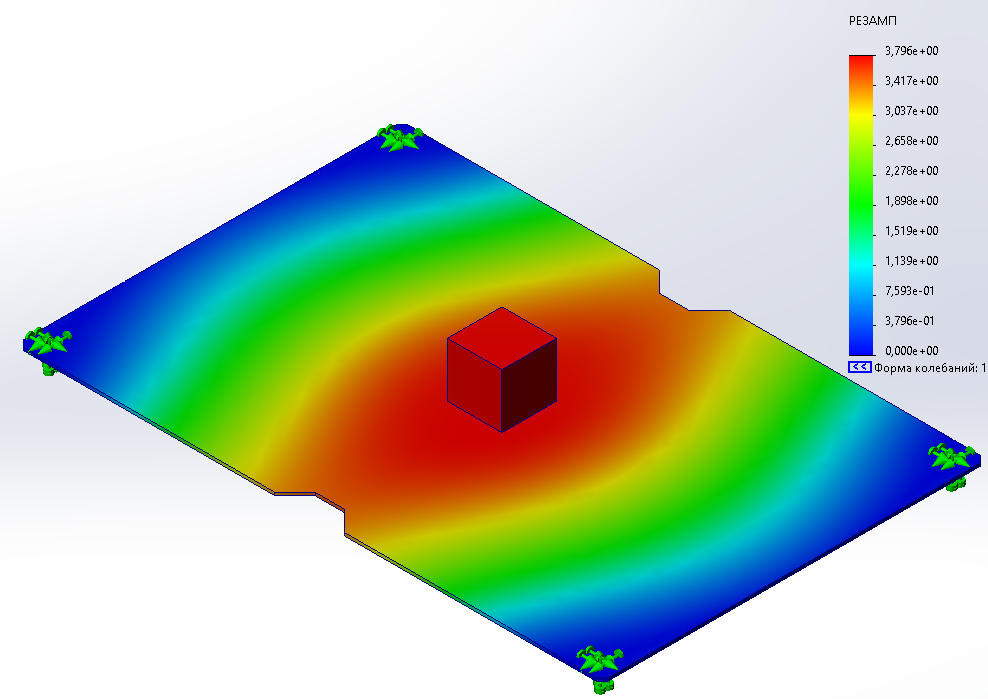 РЕЗАМП
3,796e+00
3,417e+00
3,037e+00
2,658e+00
2,278e+00
1,898e+00
1,519e+00
1,139e+00
7,593e-01
3,796e-01
0,000e+00
<< Форма колебаний: 1